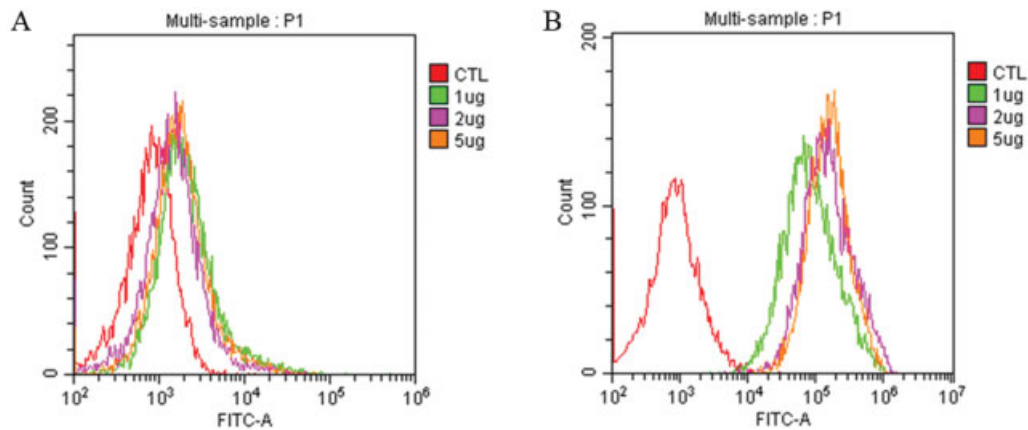 A
Multi-sample : P1
Count
200
100
0
10² 10³ 10⁴ 10⁵ 10⁶
FITC-A
CTL
1ug
2ug
5ug
B
Multi-sample : P1
Count
200
100
0
10² 10³ 10⁴ 10⁵ 10⁶ 10⁷
FITC-A
CTL
1ug
2ug
5ug